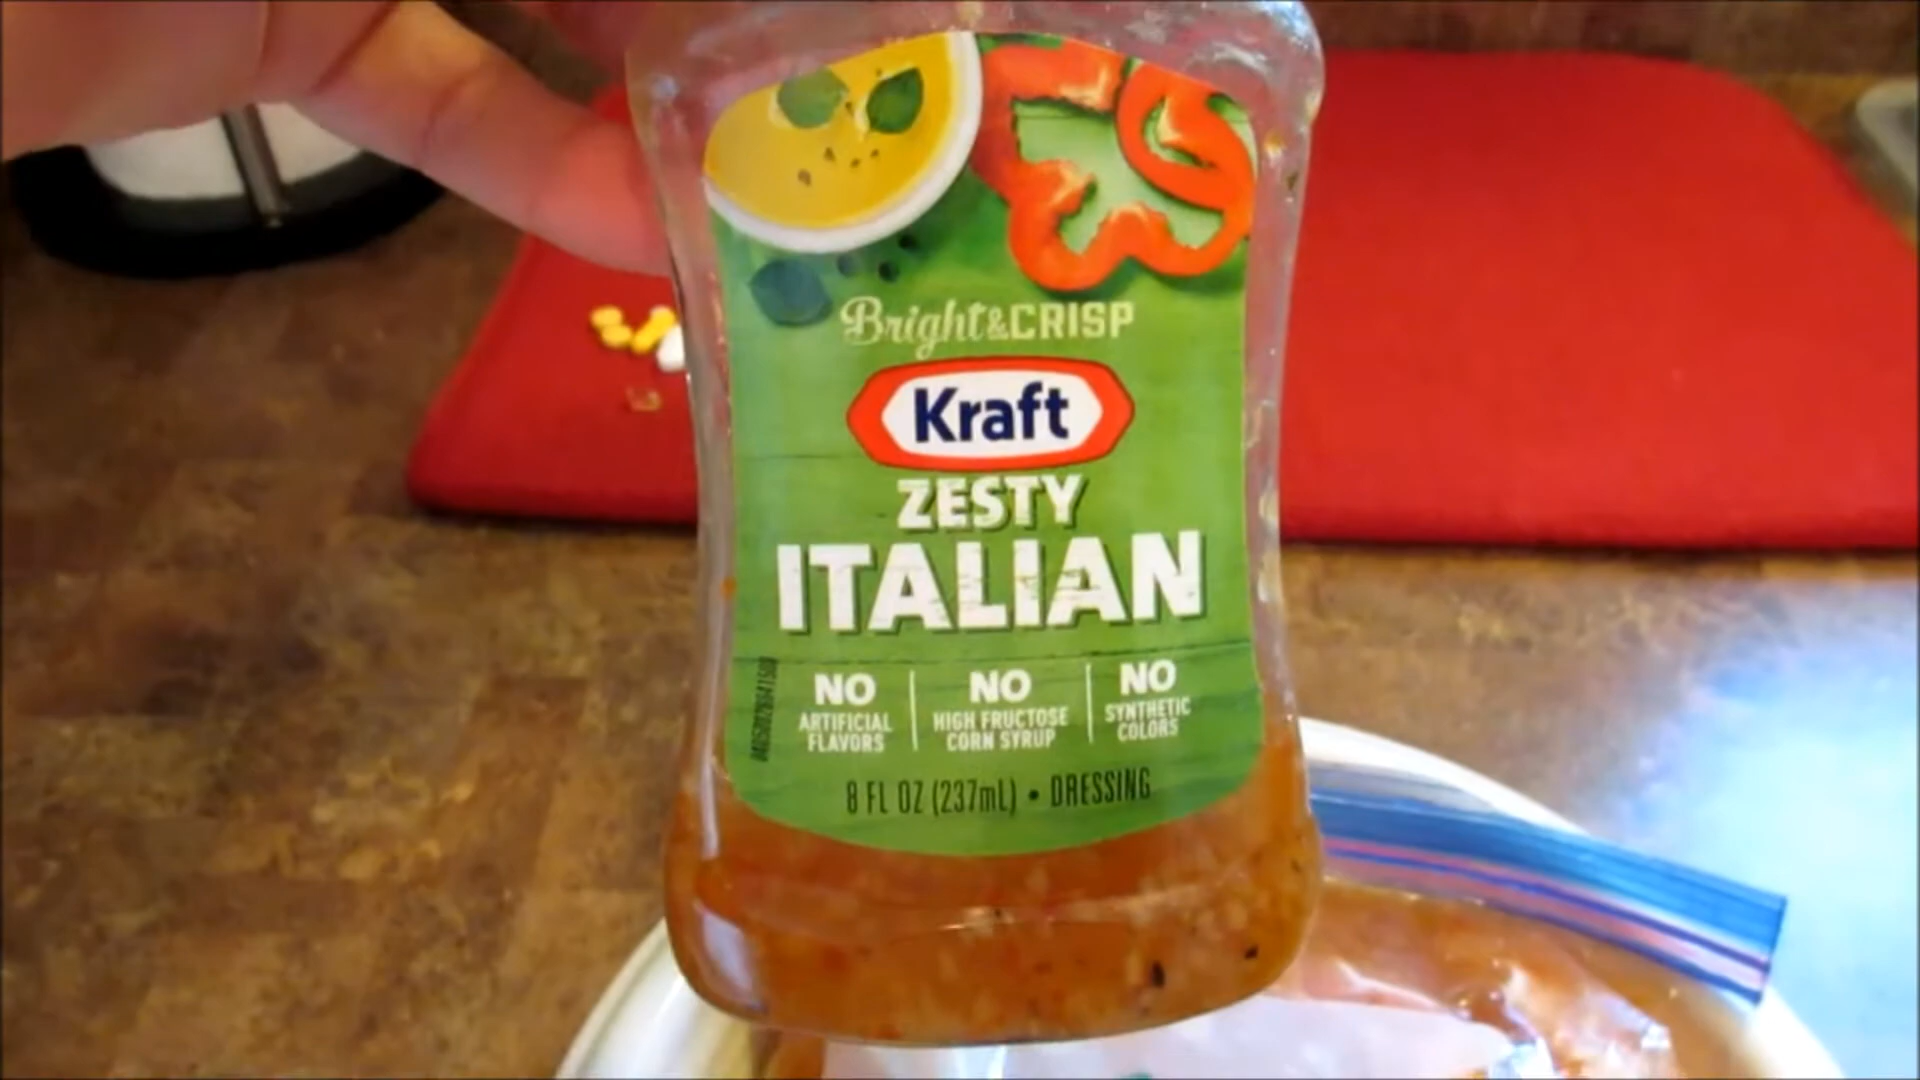 Bright & CRISP
Kraft
ZESTY
ITALIAN
NO ARTIFICIAL FLAVORS
NO HIGH FRUCTOSE CORN SYRUP
NO SYNTHETIC COLORS
8 FL OZ (237mL) • DRESSING